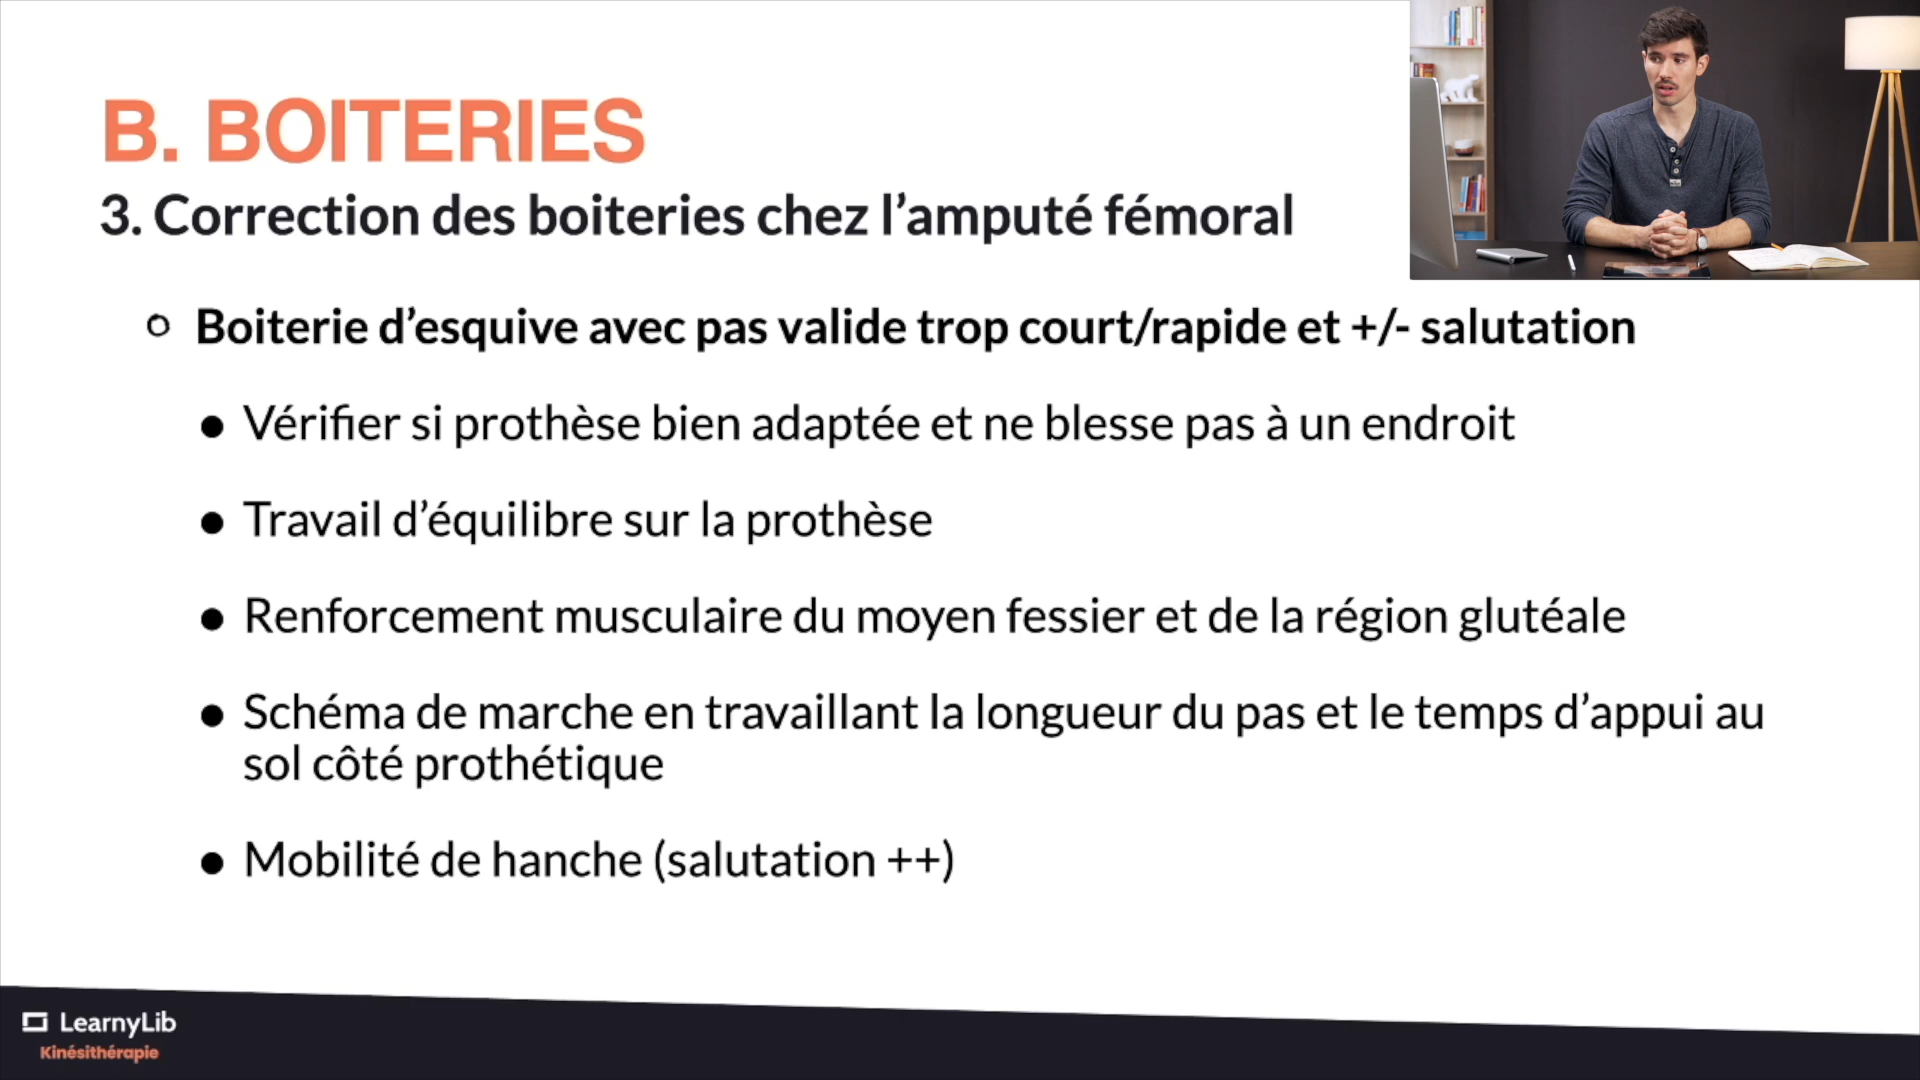 B. BOITERIES
3. Correction des boiteries chez l’amputé fémoral
Boiterie d’esquive avec pas valide trop court/rapide et +/- salutation
Vérifier si prothèse bien adaptée et ne blesse pas à un endroit
Travail d’équilibre sur la prothèse
Renforcement musculaire du moyen fessier et de la région glutéale
Schéma de marche en travaillant la longueur du pas et le temps d’appui au
sol côté prothétique
Mobilité de hanche (salutation ++)
LearnyLib
Kinésithérapie